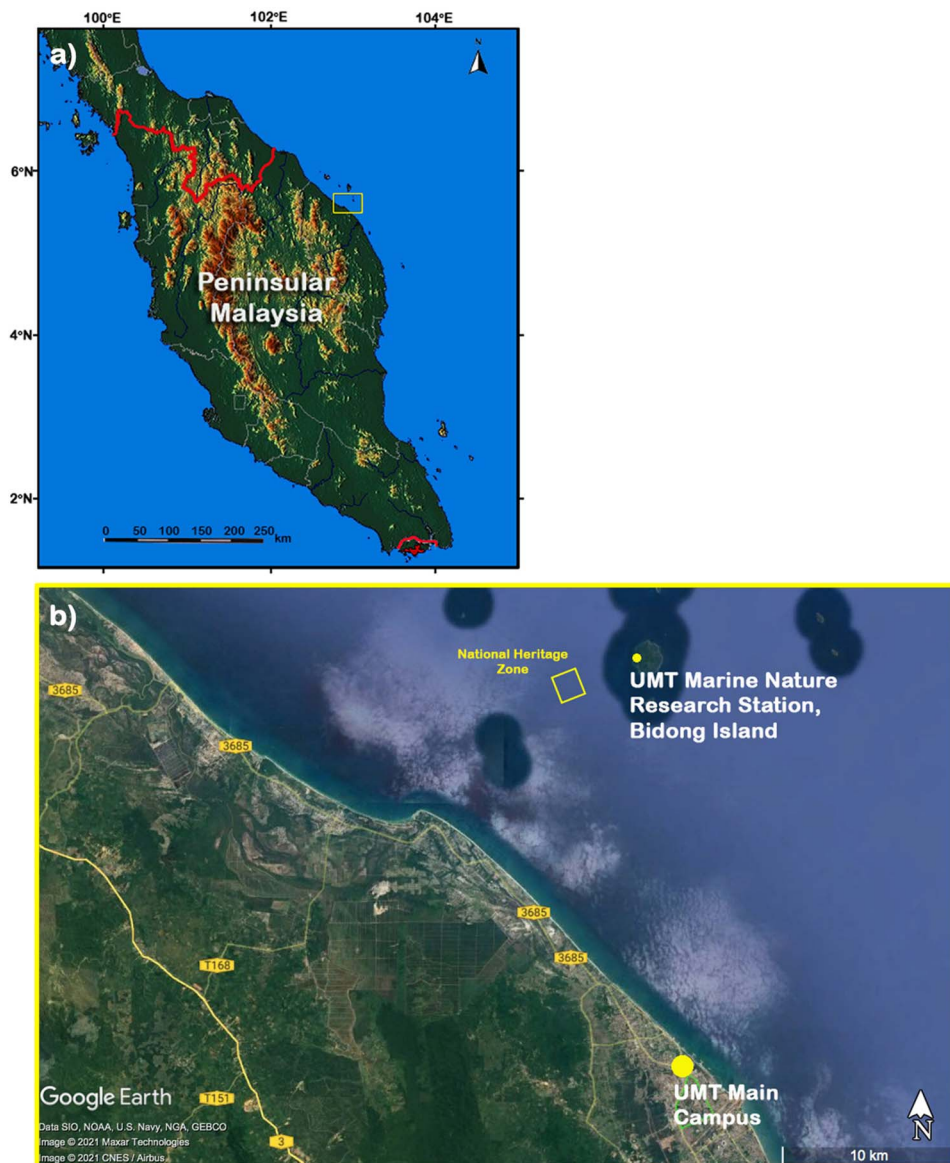 100°E 102°E 104°E
a)
N
6°N
Peninsular
Malaysia
4°N
2°N
0 50 100 150 200 250
km
b)
National Heritage
Zone
UMT Marine Nature
Research Station,
Bidong Island
3685
3685
3685
3685
T168
UMT Main
Campus
Google Earth
T151
Data SIO, NOAA, U.S. Navy, NGA, GEBCO
Image © 2021 Maxar Technologies
Image © 2021 CNES / Airbus
3
N
10 km